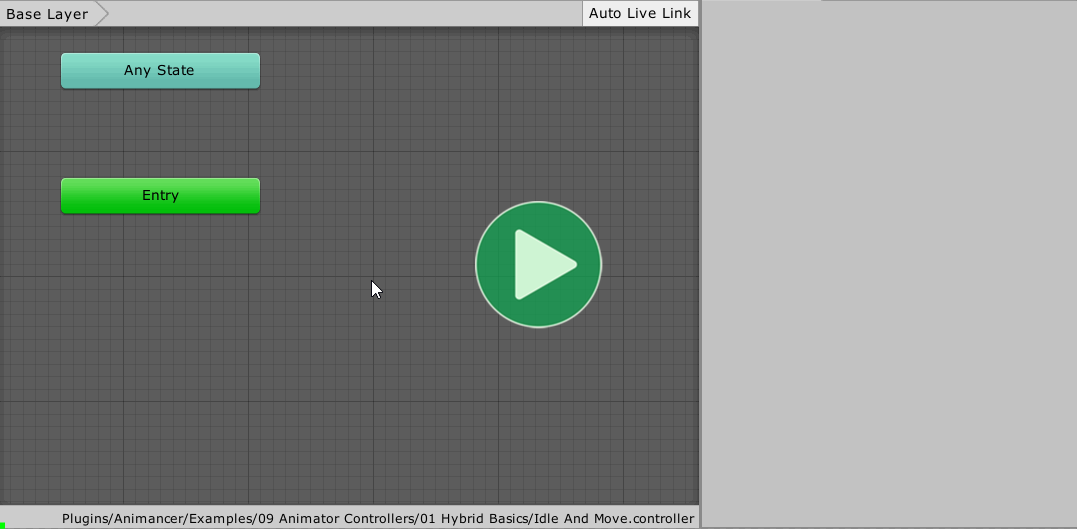 Base Layer
Auto Live Link
Any State
Entry
Plugins/Animancer/Examples/09 Animator Controllers/01 Hybrid Basics/Idle And Move.controller